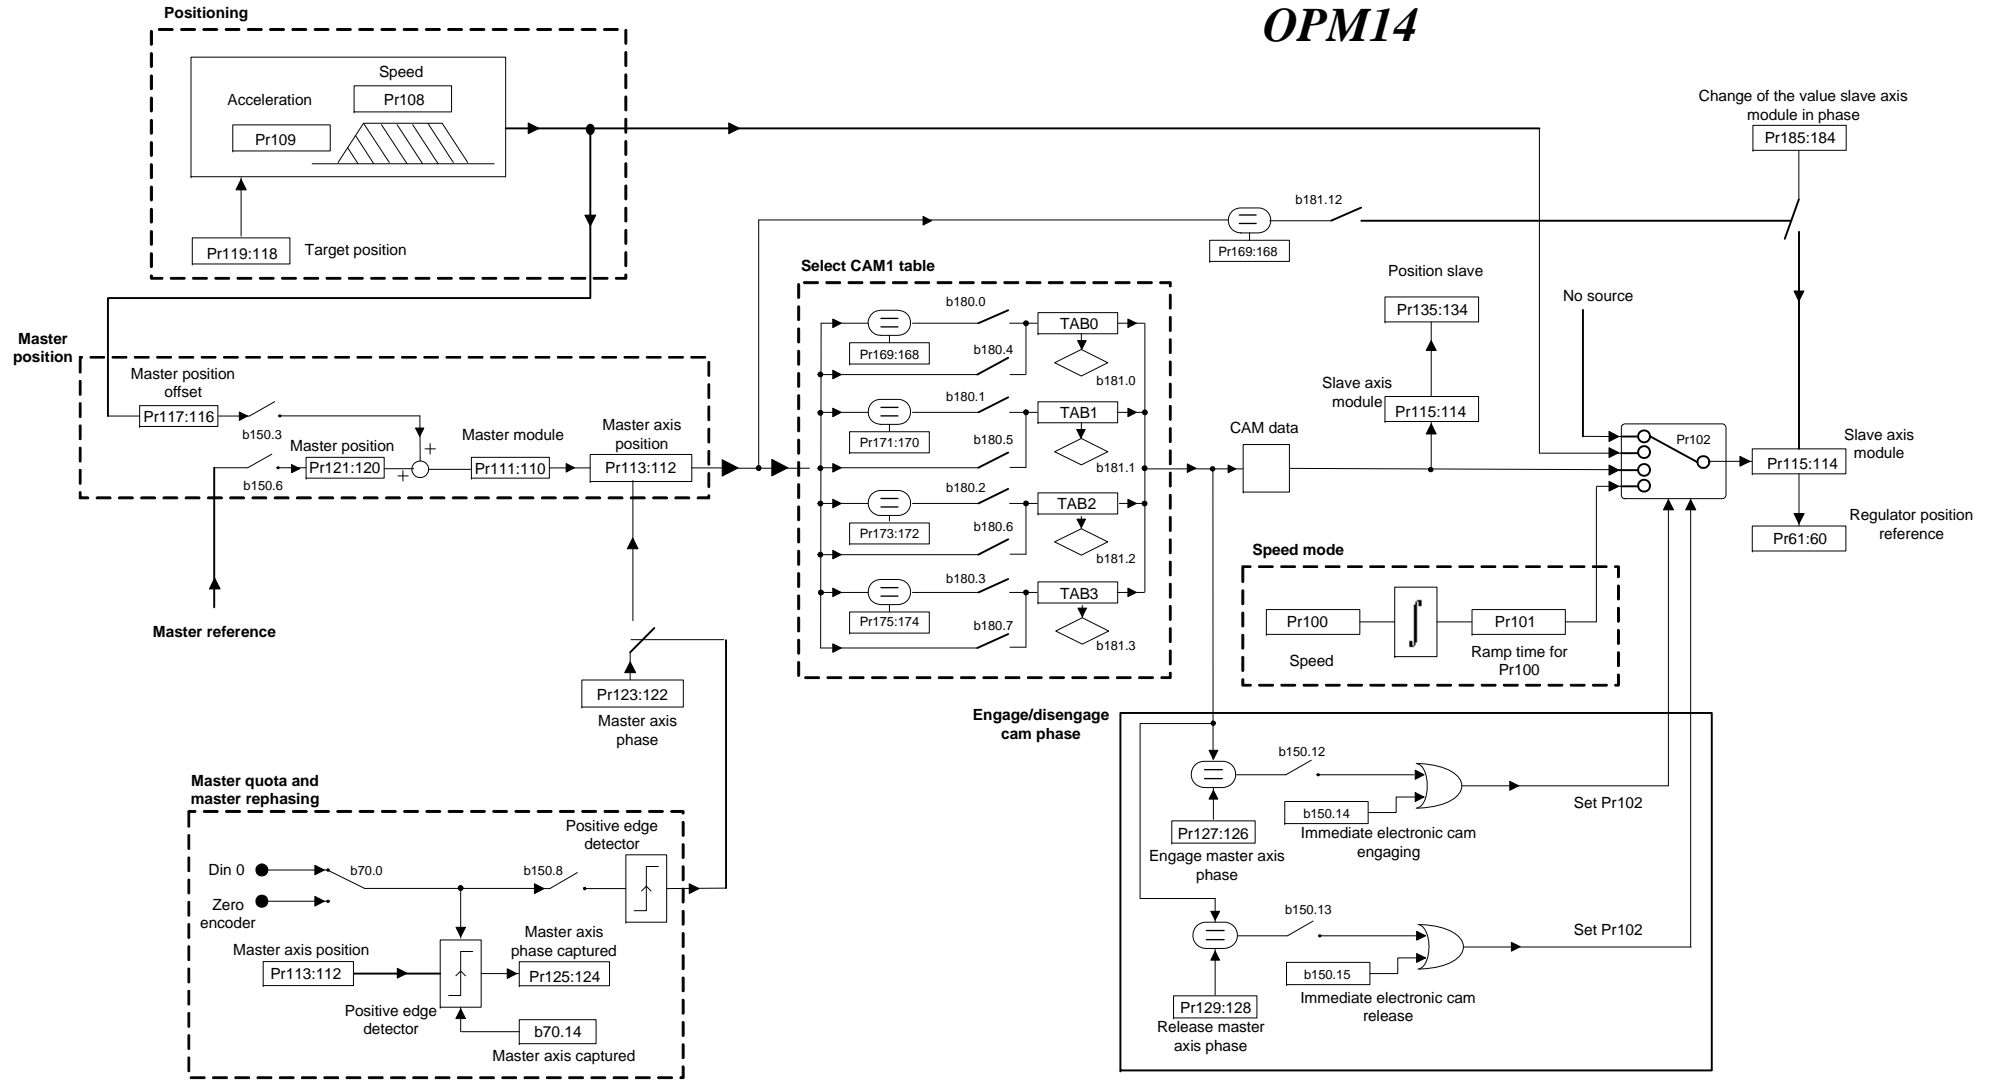 OPM14
Positioning
Speed
Pr108
Acceleration
Pr109
Pr119:118
Target position
Change of the value slave axis
module in phase
Pr185:184
b181.12
Pr169:168
Master
position
Master position
offset
Pr117:116
b150.3
Master position
Pr121:120
b150.6
+
+
Master module
Pr111:110
Master axis
position
Pr113:112
Master reference
Pr123:122
Master axis
phase
Select CAM1 table
b180.0
TAB0
Pr169:168
b180.4
b181.0
b180.1
TAB1
Pr171:170
b180.5
b181.1
b180.2
TAB2
Pr173:172
b180.6
b181.2
b180.3
TAB3
Pr175:174
b180.7
b181.3
CAM data
Position slave
Pr135:134
Slave axis
module
Pr115:114
No source
Pr102
Slave axis
module
Pr115:114
Regulator position
reference
Pr61:60
Speed mode
Pr100
Speed
∫
Pr101
Ramp time for
Pr100
Engage/disengage
cam phase
b150.12
b150.14
Immediate electronic cam
engaging
Set Pr102
Pr127:126
Engage master axis
phase
b150.13
b150.15
Immediate electronic cam
release
Set Pr102
Pr129:128
Release master
axis phase
Master quota and
master rephasing
Din 0
b70.0
Zero
encoder
b150.8
Positive edge
detector
Master axis position
Pr113:112
Master axis
phase captured
Pr125:124
Positive edge
detector
b70.14
Master axis captured